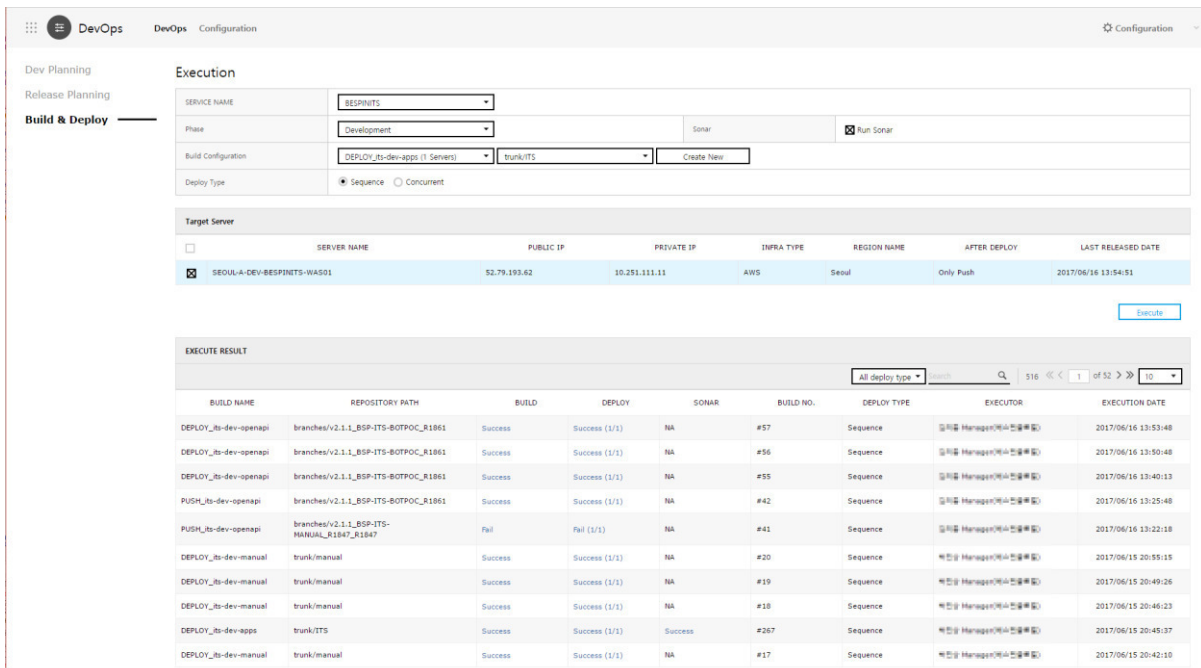 DevOps DevOps Configuration Configuration
Dev Planning
Release Planning
Build & Deploy
Execution
SERVICE NAME BESPINITS
Phase Development Sonar Run Sonar
Build Configuration DEPLOY_its-dev-apps (1 Servers) trunk/ITS Create New
Deploy Type Sequence Concurrent
Target Server
SERVER NAME PUBLIC IP PRIVATE IP INFRA TYPE REGION NAME AFTER DEPLOY LAST RELEASED DATE
SEOUL-A-DEV-BESPINITS-WAS01 52.79.193.62 10.251.111.11 AWS Seoul Only Push 2017/06/16 13:54:51
Execute
EXECUTE RESULT
All deploy type Search 516 1 of 52 10
BUILD NAME REPOSITORY PATH BUILD DEPLOY SONAR BUILD NO. DEPLOY TYPE EXECUTOR EXECUTION DATE
DEPLOY_its-dev-openapi branches/v2.1.1_BSP-ITS-BOTPOC_R1861 Success Success (1/1) NA #57 Sequence Manager 2017/06/16 13:53:48
DEPLOY_its-dev-openapi branches/v2.1.1_BSP-ITS-BOTPOC_R1861 Success Success (1/1) NA #56 Sequence Manager 2017/06/16 13:50:48
DEPLOY_its-dev-openapi branches/v2.1.1_BSP-ITS-BOTPOC_R1861 Success Success (1/1) NA #55 Sequence Manager 2017/06/16 13:40:13
PUSH_its-dev-openapi branches/v2.1.1_BSP-ITS-BOTPOC_R1861 Success Success (1/1) NA #42 Sequence Manager 2017/06/16 13:25:48
PUSH_its-dev-openapi branches/v2.1.1_BSP-ITS-
MANUAL_R1847_R1847 Fail Fail (1/1) NA #41 Sequence Manager 2017/06/16 13:22:18
DEPLOY_its-dev-manual trunk/manual Success Success (1/1) NA #20 Sequence Manager 2017/06/15 20:55:15
DEPLOY_its-dev-manual trunk/manual Success Success (1/1) NA #19 Sequence Manager 2017/06/15 20:49:26
DEPLOY_its-dev-manual trunk/manual Success Success (1/1) NA #18 Sequence Manager 2017/06/15 20:46:23
DEPLOY_its-dev-apps trunk/ITS Success Success (1/1) Success #267 Sequence Manager 2017/06/15 20:45:37
DEPLOY_its-dev-manual trunk/manual Success Success (1/1) NA #17 Sequence Manager 2017/06/15 20:42:10